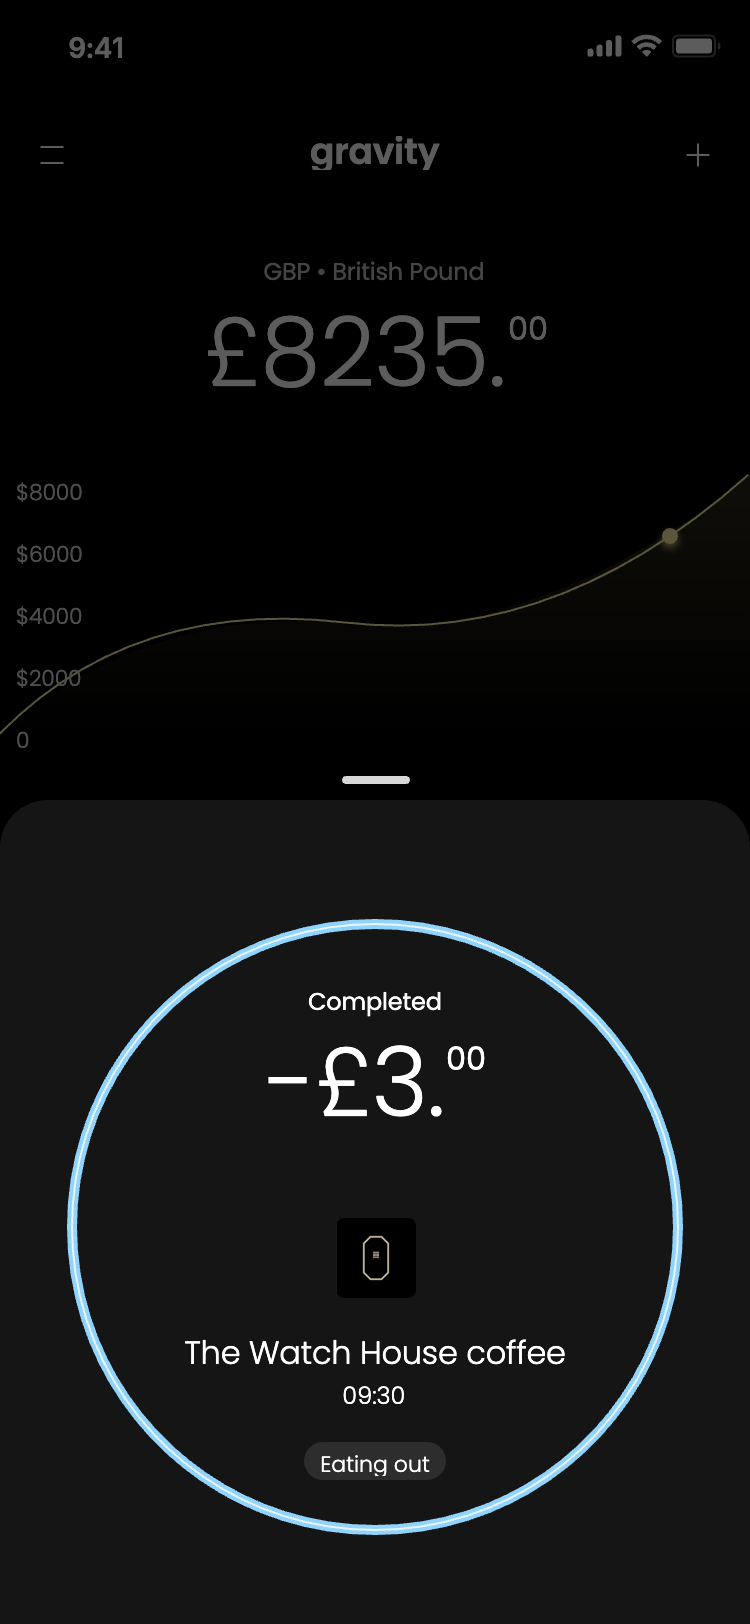 9:41
gravity
GBP • British Pound
£8235.00
$8000
$6000
$4000
$2000
0
Completed
-£3.00
The Watch House coffee
09:30
Eating out